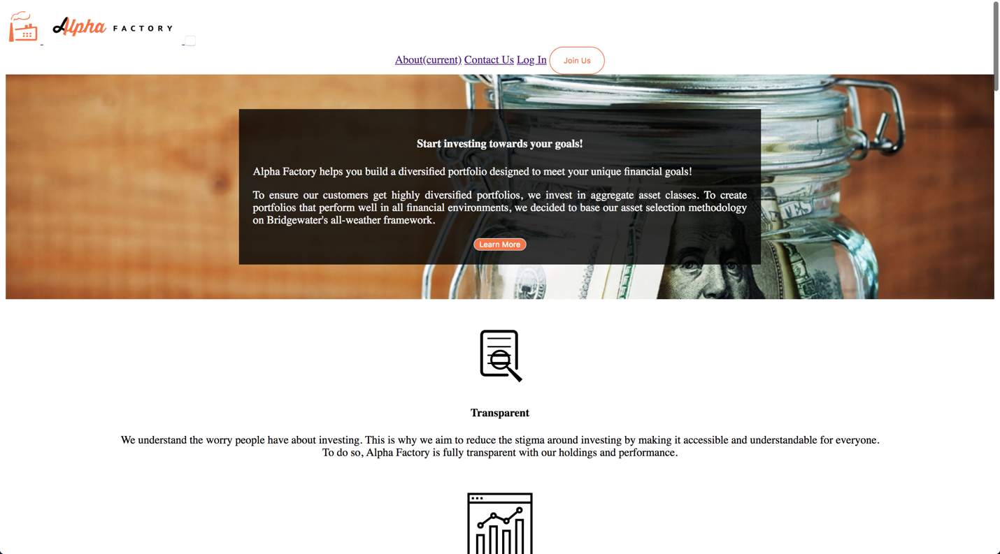 Alpha FACTORY
About(current) Contact Us Log In Join Us
Start investing towards your goals!
Alpha Factory helps you build a diversified portfolio designed to meet your unique financial goals!
To ensure our customers get highly diversified portfolios, we invest in aggregate asset classes. To create
portfolios that perform well in all financial environments, we decided to base our asset selection methodology
on Bridgewater's all-weather framework.
Learn More
Transparent
We understand the worry people have about investing. This is why we aim to reduce the stigma around investing by making it accessible and understandable for everyone.
To do so, Alpha Factory is fully transparent with our holdings and performance.